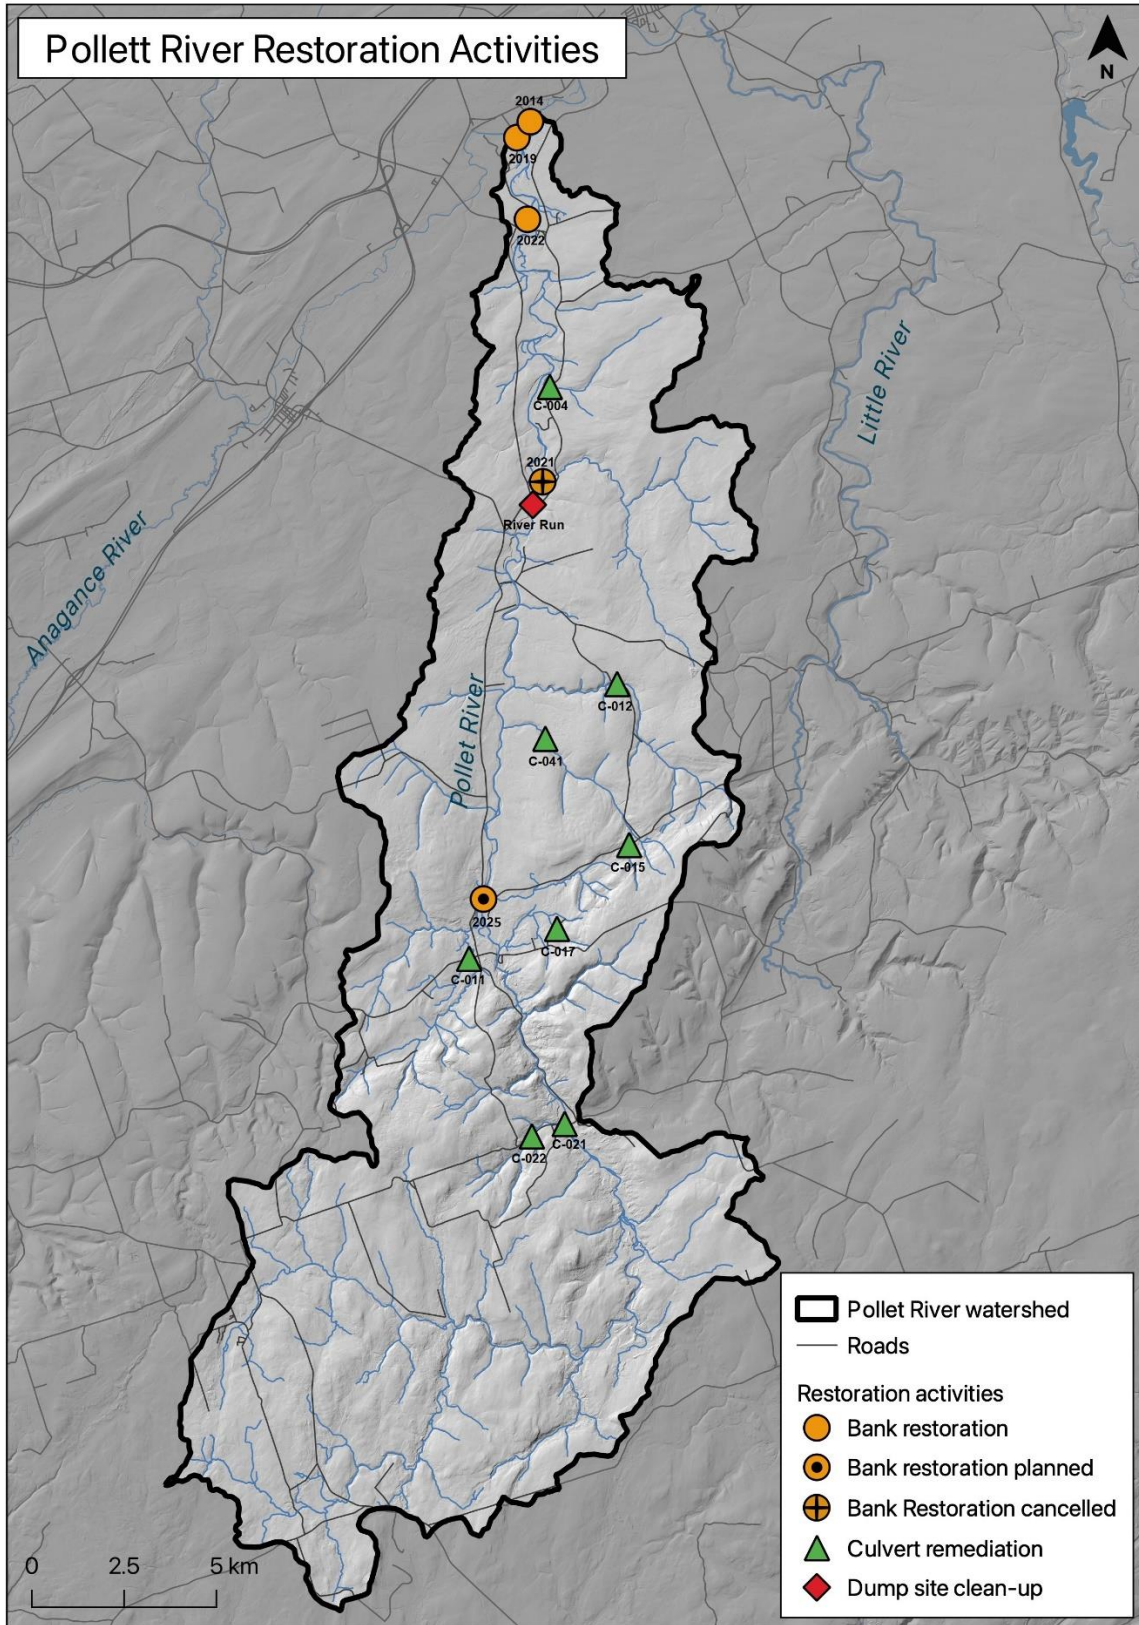 Pollett River Restoration Activities
N
2014
2019
2022
Little River
C-004
2021
River Run
Anagance River
C-012
Pollet River
C-041
C-015
2025
C-017
C-011
C-021
C-022
Pollet River watershed
Roads
Restoration activities
Bank restoration
Bank restoration planned
Bank Restoration cancelled
Culvert remediation
Dump site clean-up
0 2.5 5 km